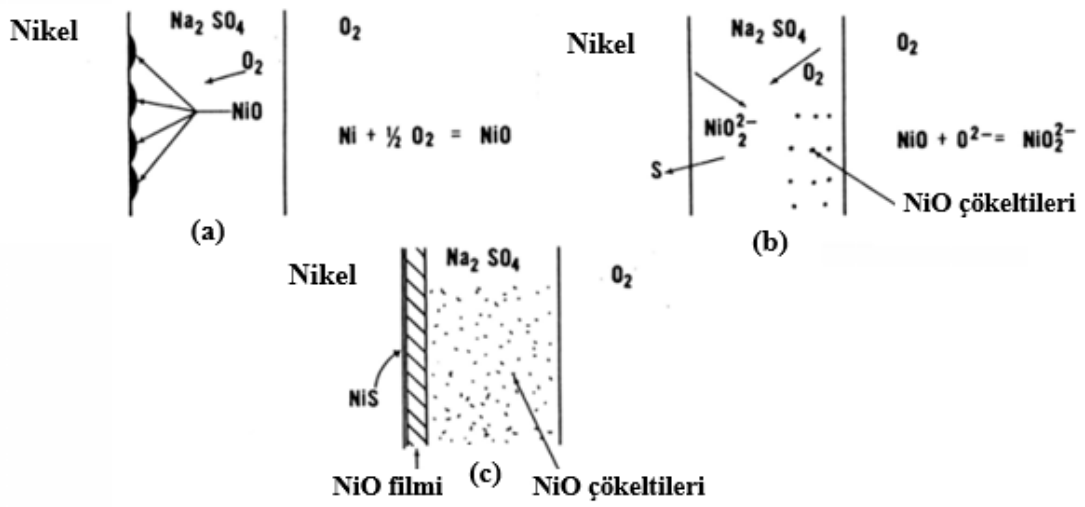 Nikel
Na2 SO4
O2
O2
NiO
Ni + ½ O2 = NiO
(a)
Nikel
Na2 SO4
O2
O2
NiO2^2-
NiO + O^2- = NiO2^2-
S
NiO çökeltileri
(b)
Nikel
Na2 SO4
O2
NiS
NiO filmi
(c)
NiO çökeltileri